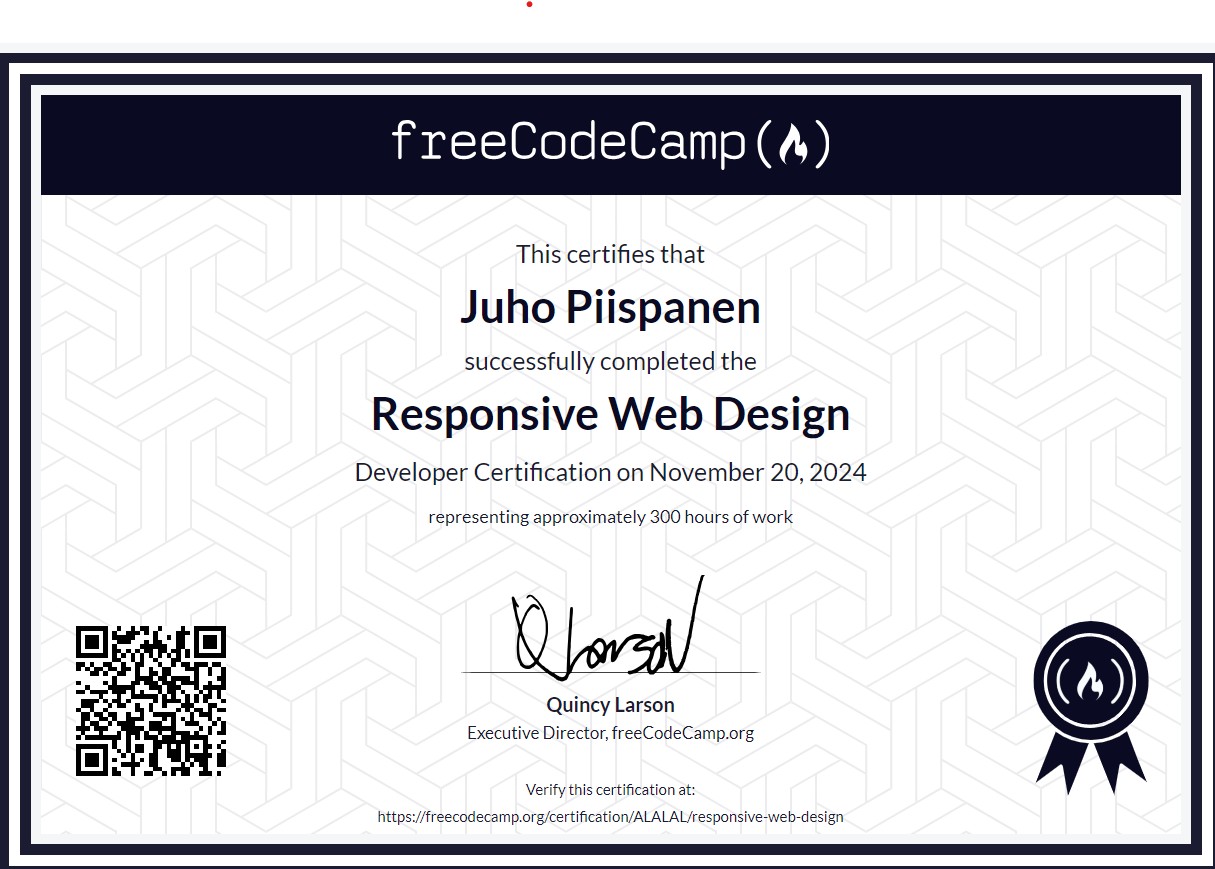 freeCodeCamp(🔥)
This certifies that
Juho Piispanen
successfully completed the
Responsive Web Design
Developer Certification on November 20, 2024
representing approximately 300 hours of work
Q Larson
Quincy Larson
Executive Director, freeCodeCamp.org
Verify this certification at:
https://freecodecamp.org/certification/ALALAL/responsive-web-design